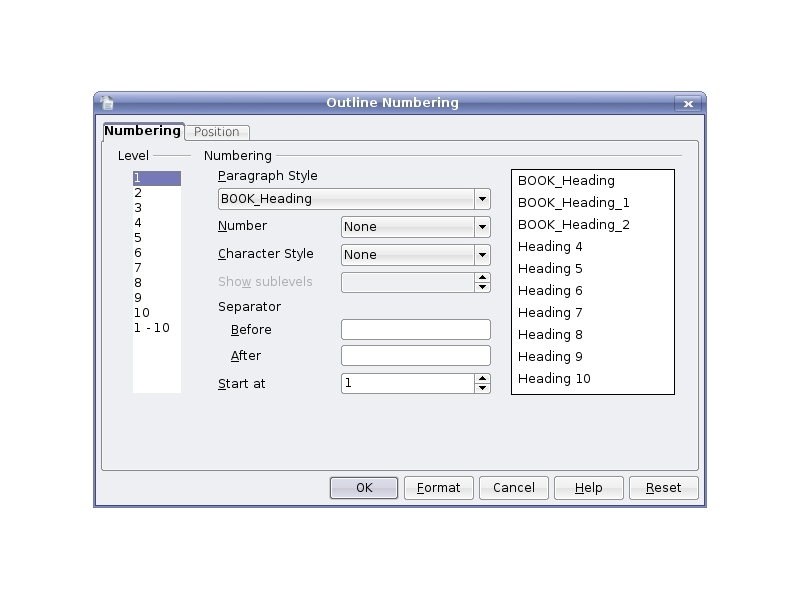 Outline Numbering
Numbering Position
Level
1
2
3
4
5
6
7
8
9
10
1 - 10
Numbering
Paragraph Style
BOOK_Heading
Number None
Character Style None
Show sublevels
Separator
Before
After
Start at 1
BOOK_Heading
BOOK_Heading_1
BOOK_Heading_2
Heading 4
Heading 5
Heading 6
Heading 7
Heading 8
Heading 9
Heading 10
OK Format Cancel Help Reset